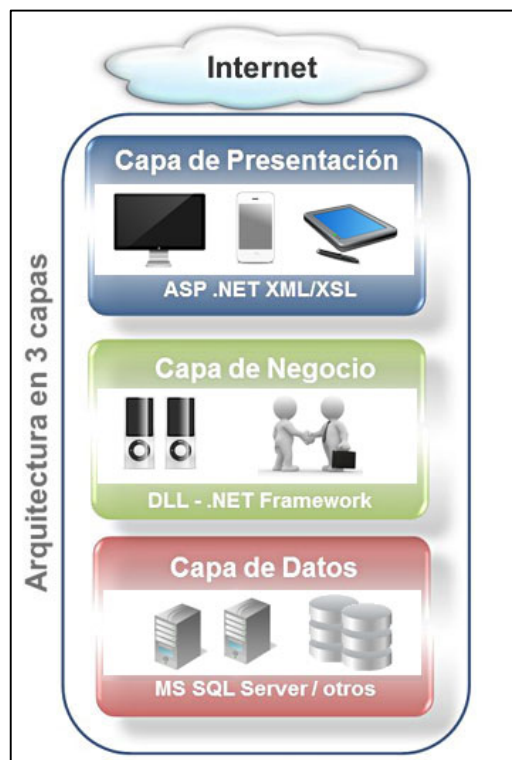 Internet
Arquitectura en 3 capas
Capa de Presentación
ASP .NET XML/XSL
Capa de Negocio
DLL - .NET Framework
Capa de Datos
MS SQL Server / otros